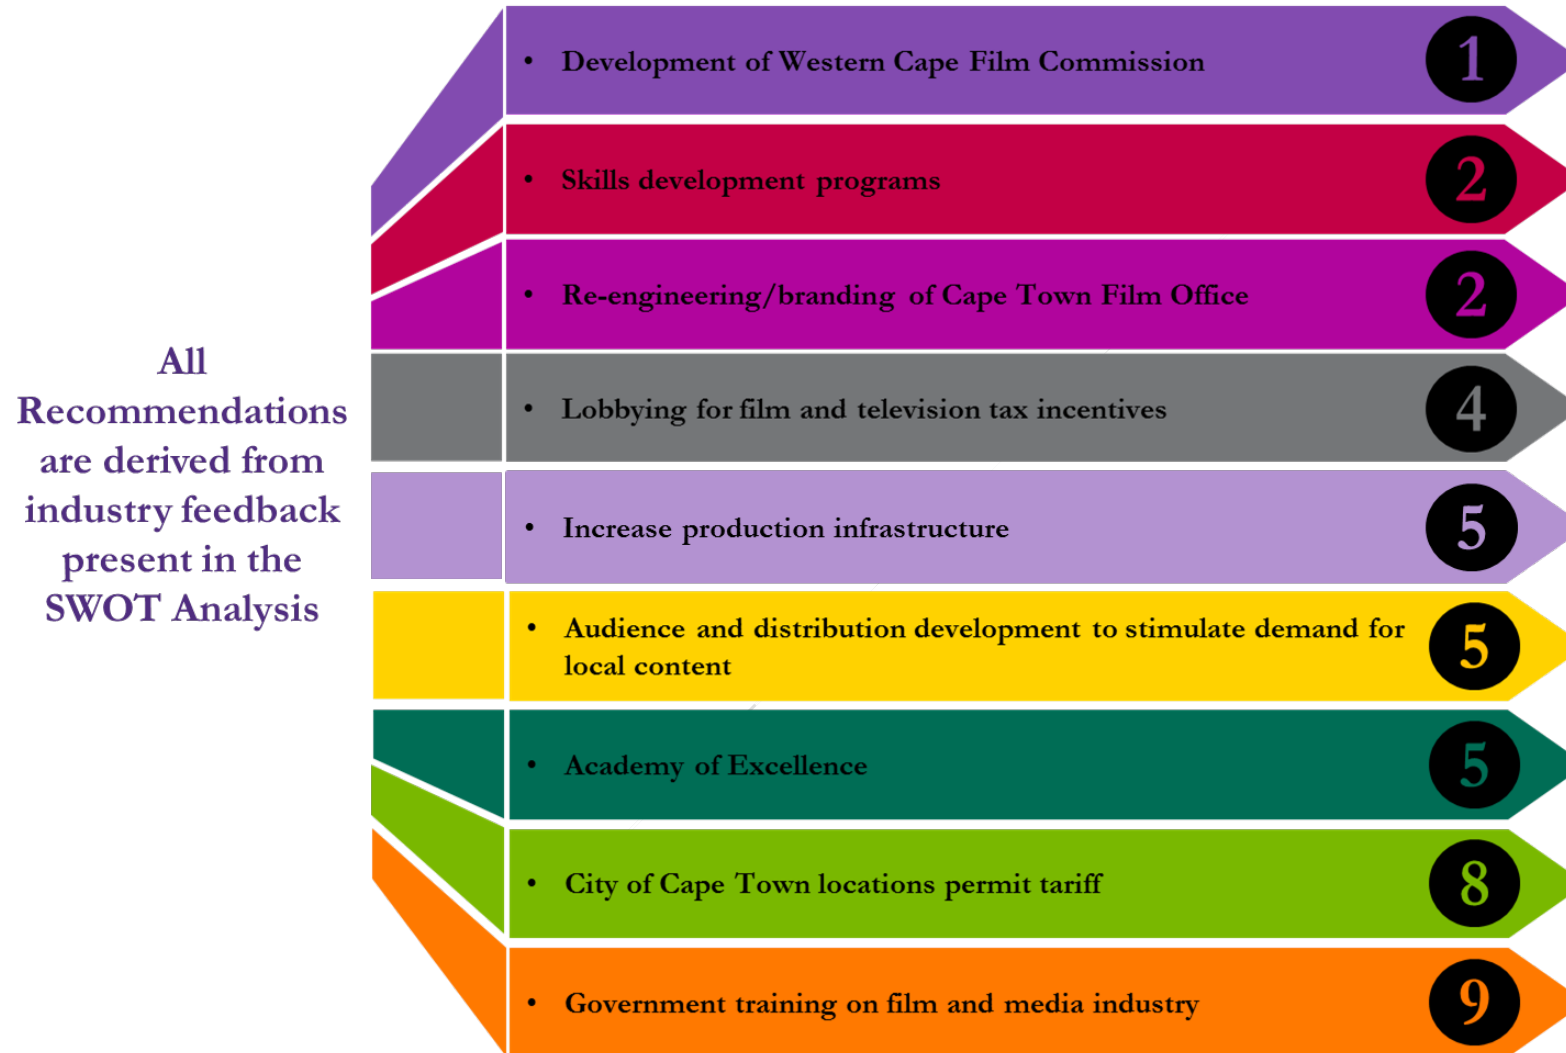 All
Recommendations
are derived from
industry feedback
present in the
SWOT Analysis
• Development of Western Cape Film Commission 1
• Skills development programs 2
• Re-engineering/branding of Cape Town Film Office 2
• Lobbying for film and television tax incentives 4
• Increase production infrastructure 5
• Audience and distribution development to stimulate demand for
local content 5
• Academy of Excellence 5
• City of Cape Town locations permit tariff 8
• Government training on film and media industry 9